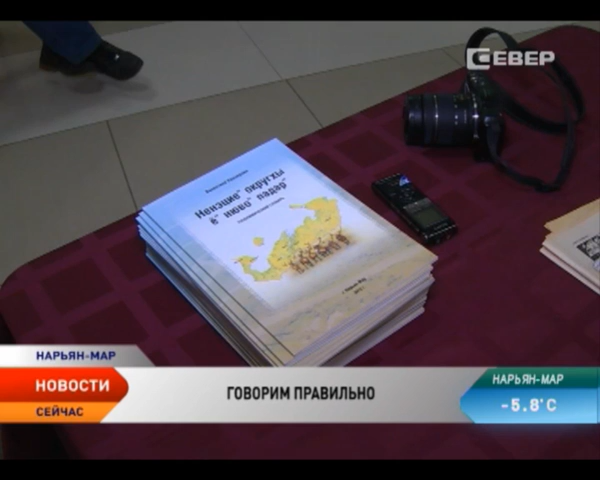 СЕВЕР
Ненэцие" округхы
ё" нюво" падар"
НАРЬЯН-МАР
НОВОСТИ
СЕЙЧАС
ГОВОРИМ ПРАВИЛЬНО
НАРЬЯН-МАР
-5.8°C